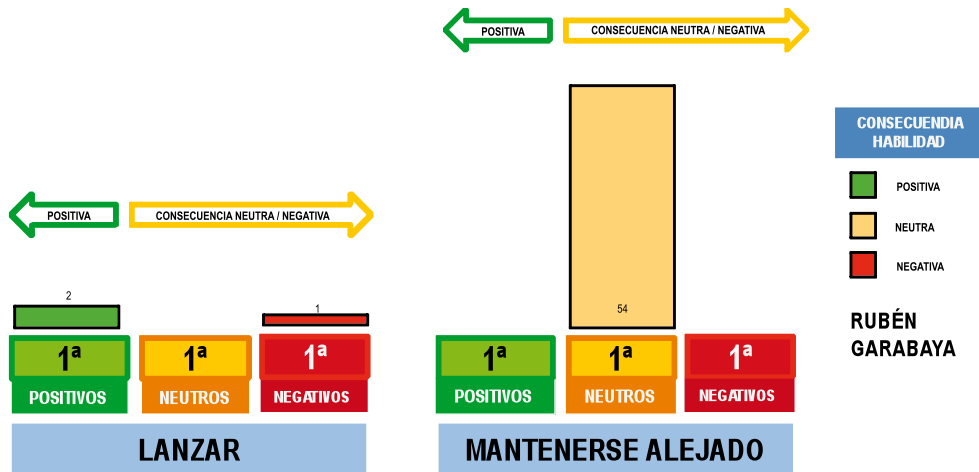 POSITIVA
CONSECUENCIA NEUTRA / NEGATIVA
CONSECUENDIA
HABILIDAD
POSITIVA
NEUTRA
NEGATIVA
RUBÉN
GARABAYA
POSITIVA
CONSECUENCIA NEUTRA / NEGATIVA
2
1
54
1ª
1ª
1ª
1ª
1ª
1ª
POSITIVOS
NEUTROS
NEGATIVOS
POSITIVOS
NEUTROS
NEGATIVOS
LANZAR
MANTENERSE ALEJADO